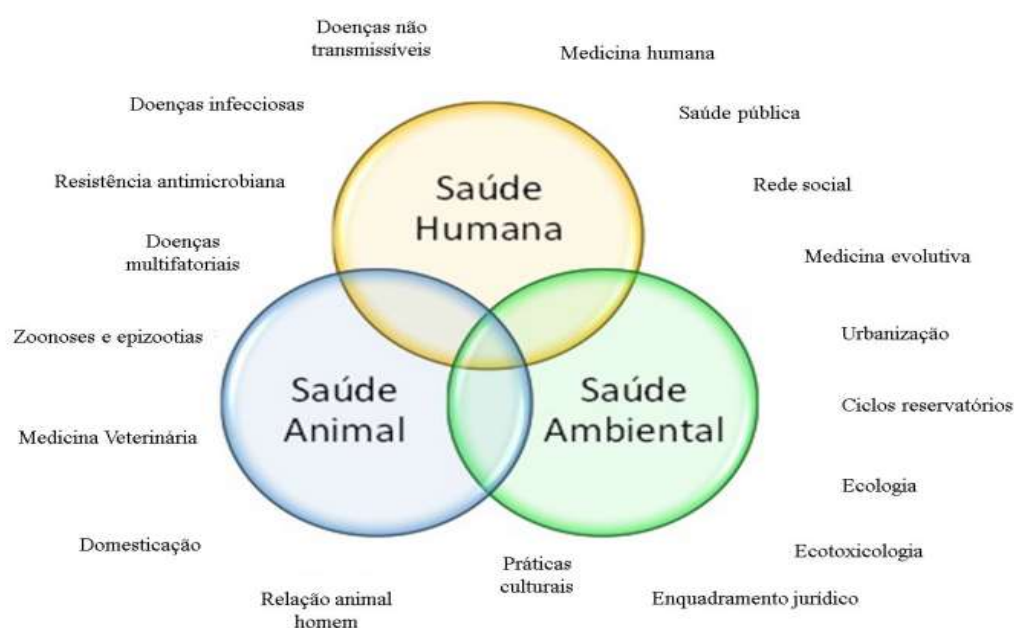 Doenças não
transmissíveis
Medicina humana
Doenças infecciosas
Saúde pública
Resistência antimicrobiana
Rede social
Saúde
Humana
Doenças
multifatoriais
Medicina evolutiva
Zoonoses e epizootias
Urbanização
Saúde
Animal
Saúde
Ambiental
Ciclos reservatórios
Medicina Veterinária
Ecologia
Domesticação
Ecotoxicologia
Práticas
culturais
Relação animal
homem
Enquadramento jurídico